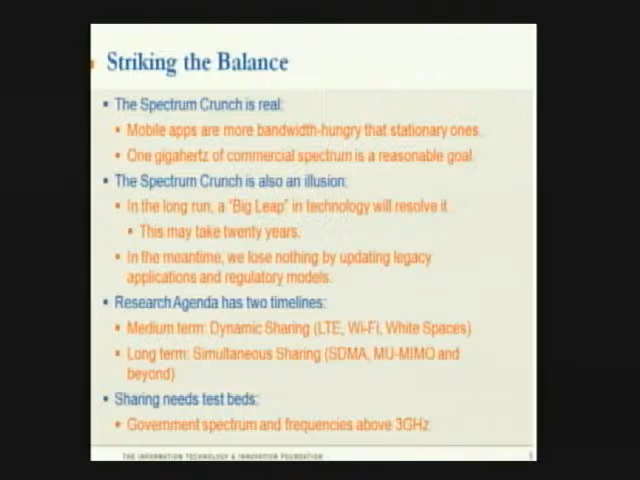 Striking the Balance
The Spectrum Crunch is real:
Mobile apps are more bandwidth-hungry that stationary ones.
One gigahertz of commercial spectrum is a reasonable goal.
The Spectrum Crunch is also an illusion:
In the long run, a "Big Leap" in technology will resolve it
This may take twenty years.
In the meantime, we lose nothing by updating legacy
applications and regulatory models.
Research Agenda has two timelines:
Medium term: Dynamic Sharing (LTE, Wi-Fi, White Spaces)
Long term: Simultaneous Sharing (SDMA, MU-MIMO and
beyond)
Sharing needs test beds:
Government spectrum and frequencies above 3GHz.
THE INFORMATION TECHNOLOGY & INNOVATION FOUNDATION